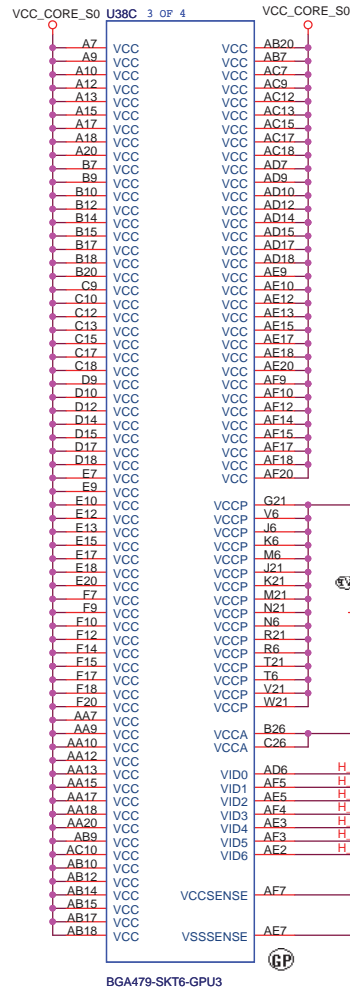 VCC_CORE_S0 U38C 3 OF 4 VCC_CORE_S0
A7 VCC
A9 VCC
A10 VCC
A12 VCC
A13 VCC
A15 VCC
A17 VCC
A18 VCC
A20 VCC
B7 VCC
B9 VCC
B10 VCC
B12 VCC
B14 VCC
B15 VCC
B17 VCC
B18 VCC
B20 VCC
C9 VCC
C10 VCC
C12 VCC
C13 VCC
C15 VCC
C17 VCC
C18 VCC
D9 VCC
D10 VCC
D12 VCC
D14 VCC
D15 VCC
D17 VCC
D18 VCC
E7 VCC
E9 VCC
E10 VCC
E12 VCC
E13 VCC
E15 VCC
E17 VCC
E18 VCC
E20 VCC
F7 VCC
F9 VCC
F10 VCC
F12 VCC
F14 VCC
F15 VCC
F17 VCC
F18 VCC
F20 VCC
AA7 VCC
AA9 VCC
AA10 VCC
AA12 VCC
AA13 VCC
AA15 VCC
AA17 VCC
AA18 VCC
AA20 VCC
AB9 VCC
AC10 VCC
AB10 VCC
AB12 VCC
AB14 VCC
AB15 VCC
AB17 VCC
AB18 VCC
VCC AB20
VCC AB7
VCC AC7
VCC AC9
VCC AC12
VCC AC13
VCC AC15
VCC AC17
VCC AC18
VCC AD7
VCC AD9
VCC AD10
VCC AD12
VCC AD14
VCC AD15
VCC AD17
VCC AD18
VCC AE9
VCC AE10
VCC AE12
VCC AE13
VCC AE15
VCC AE17
VCC AE18
VCC AE20
VCC AF9
VCC AF10
VCC AF12
VCC AF14
VCC AF15
VCC AF17
VCC AF18
VCC AF20
VCCP G21
VCCP V6
VCCP J6
VCCP K6
VCCP M6
VCCP J21
VCCP K21
VCCP M21
VCCP N21
VCCP N6
VCCP R21
VCCP R6
VCCP T21
VCCP T6
VCCP V21
VCCP W21
VCCA B26
VCCA C26
VID0 AD6 H
VID1 AF5 H
VID2 AE5 H
VID3 AF4 H
VID4 AE3 H
VID5 AF3 H
VID6 AE2 H
VCCSENSE AF7
VSSSENSE AE7
GP
BGA479-SKT6-GPU3